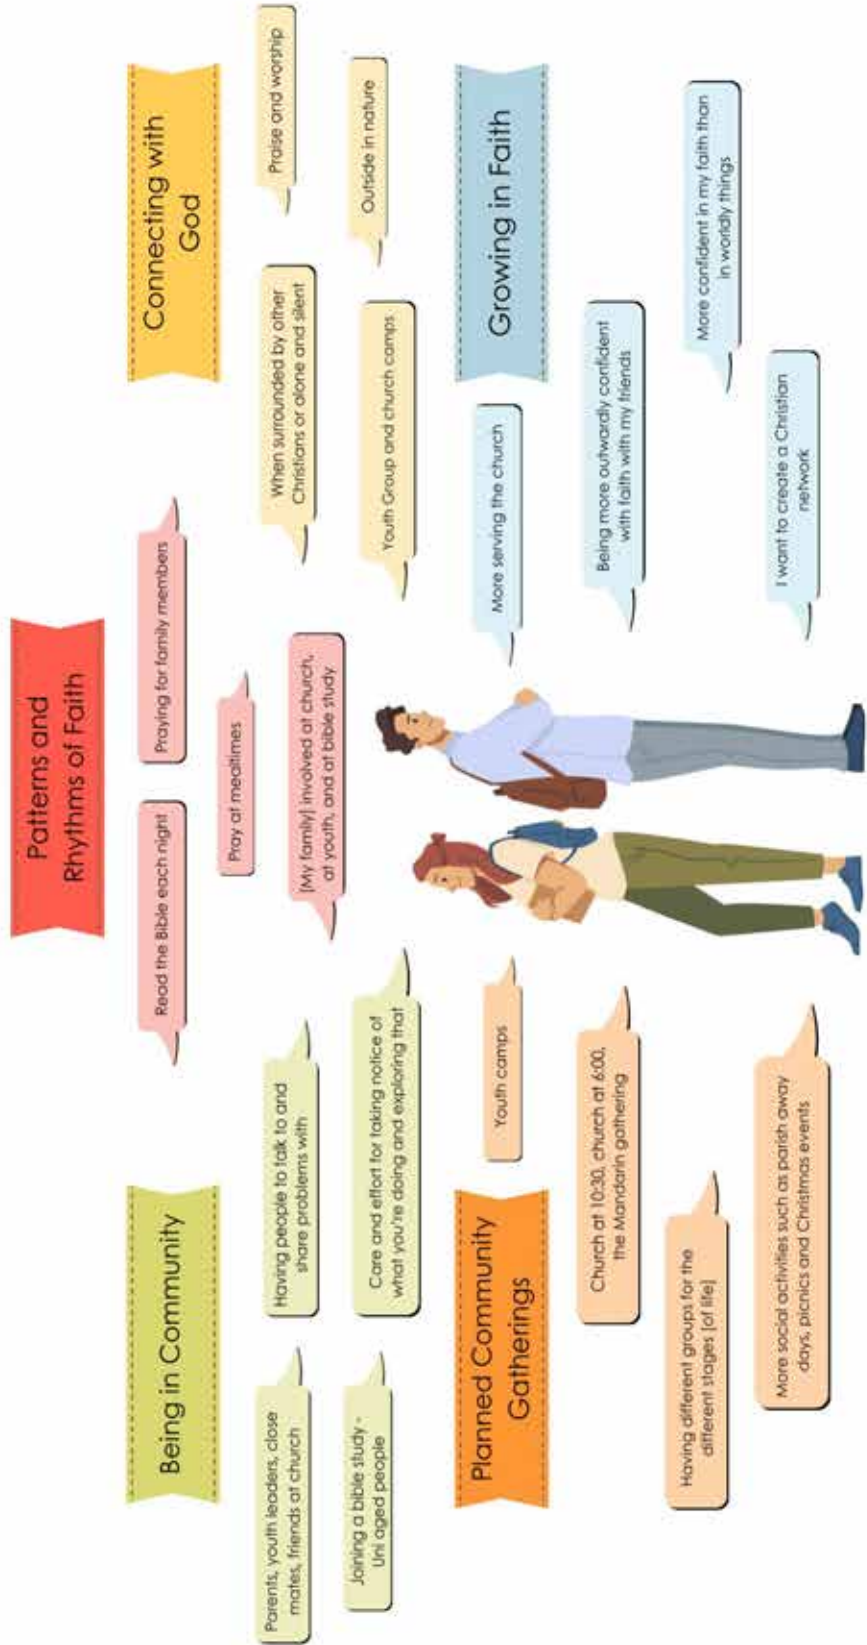 Patterns and
Rhythms of Faith
Read the Bible each night
Praying for family members
Pray at mealtimes
[My family] involved at church,
at youth, and at bible study
Being in Community
Parents, youth leaders, close
mates, friends at church
Having people to talk to and
share problems with
Joining a bible study -
Uni aged people
Care and effort for taking notice of
what you're doing and exploring that
Connecting with
God
When surrounded by other
Christians or alone and silent
Praise and worship
Youth Group and church camps
Outside in nature
Planned Community
Gatherings
Youth camps
Church at 10:30, church at 6:00,
the Mandarin gathering
Having different groups for the
different stages [of life]
More social activities such as parish away
days, picnics and Christmas events
Growing in Faith
More serving the church
Being more outwardly confident
with faith with my friends
More confident in my faith than
in worldly things
I want to create a Christian
network